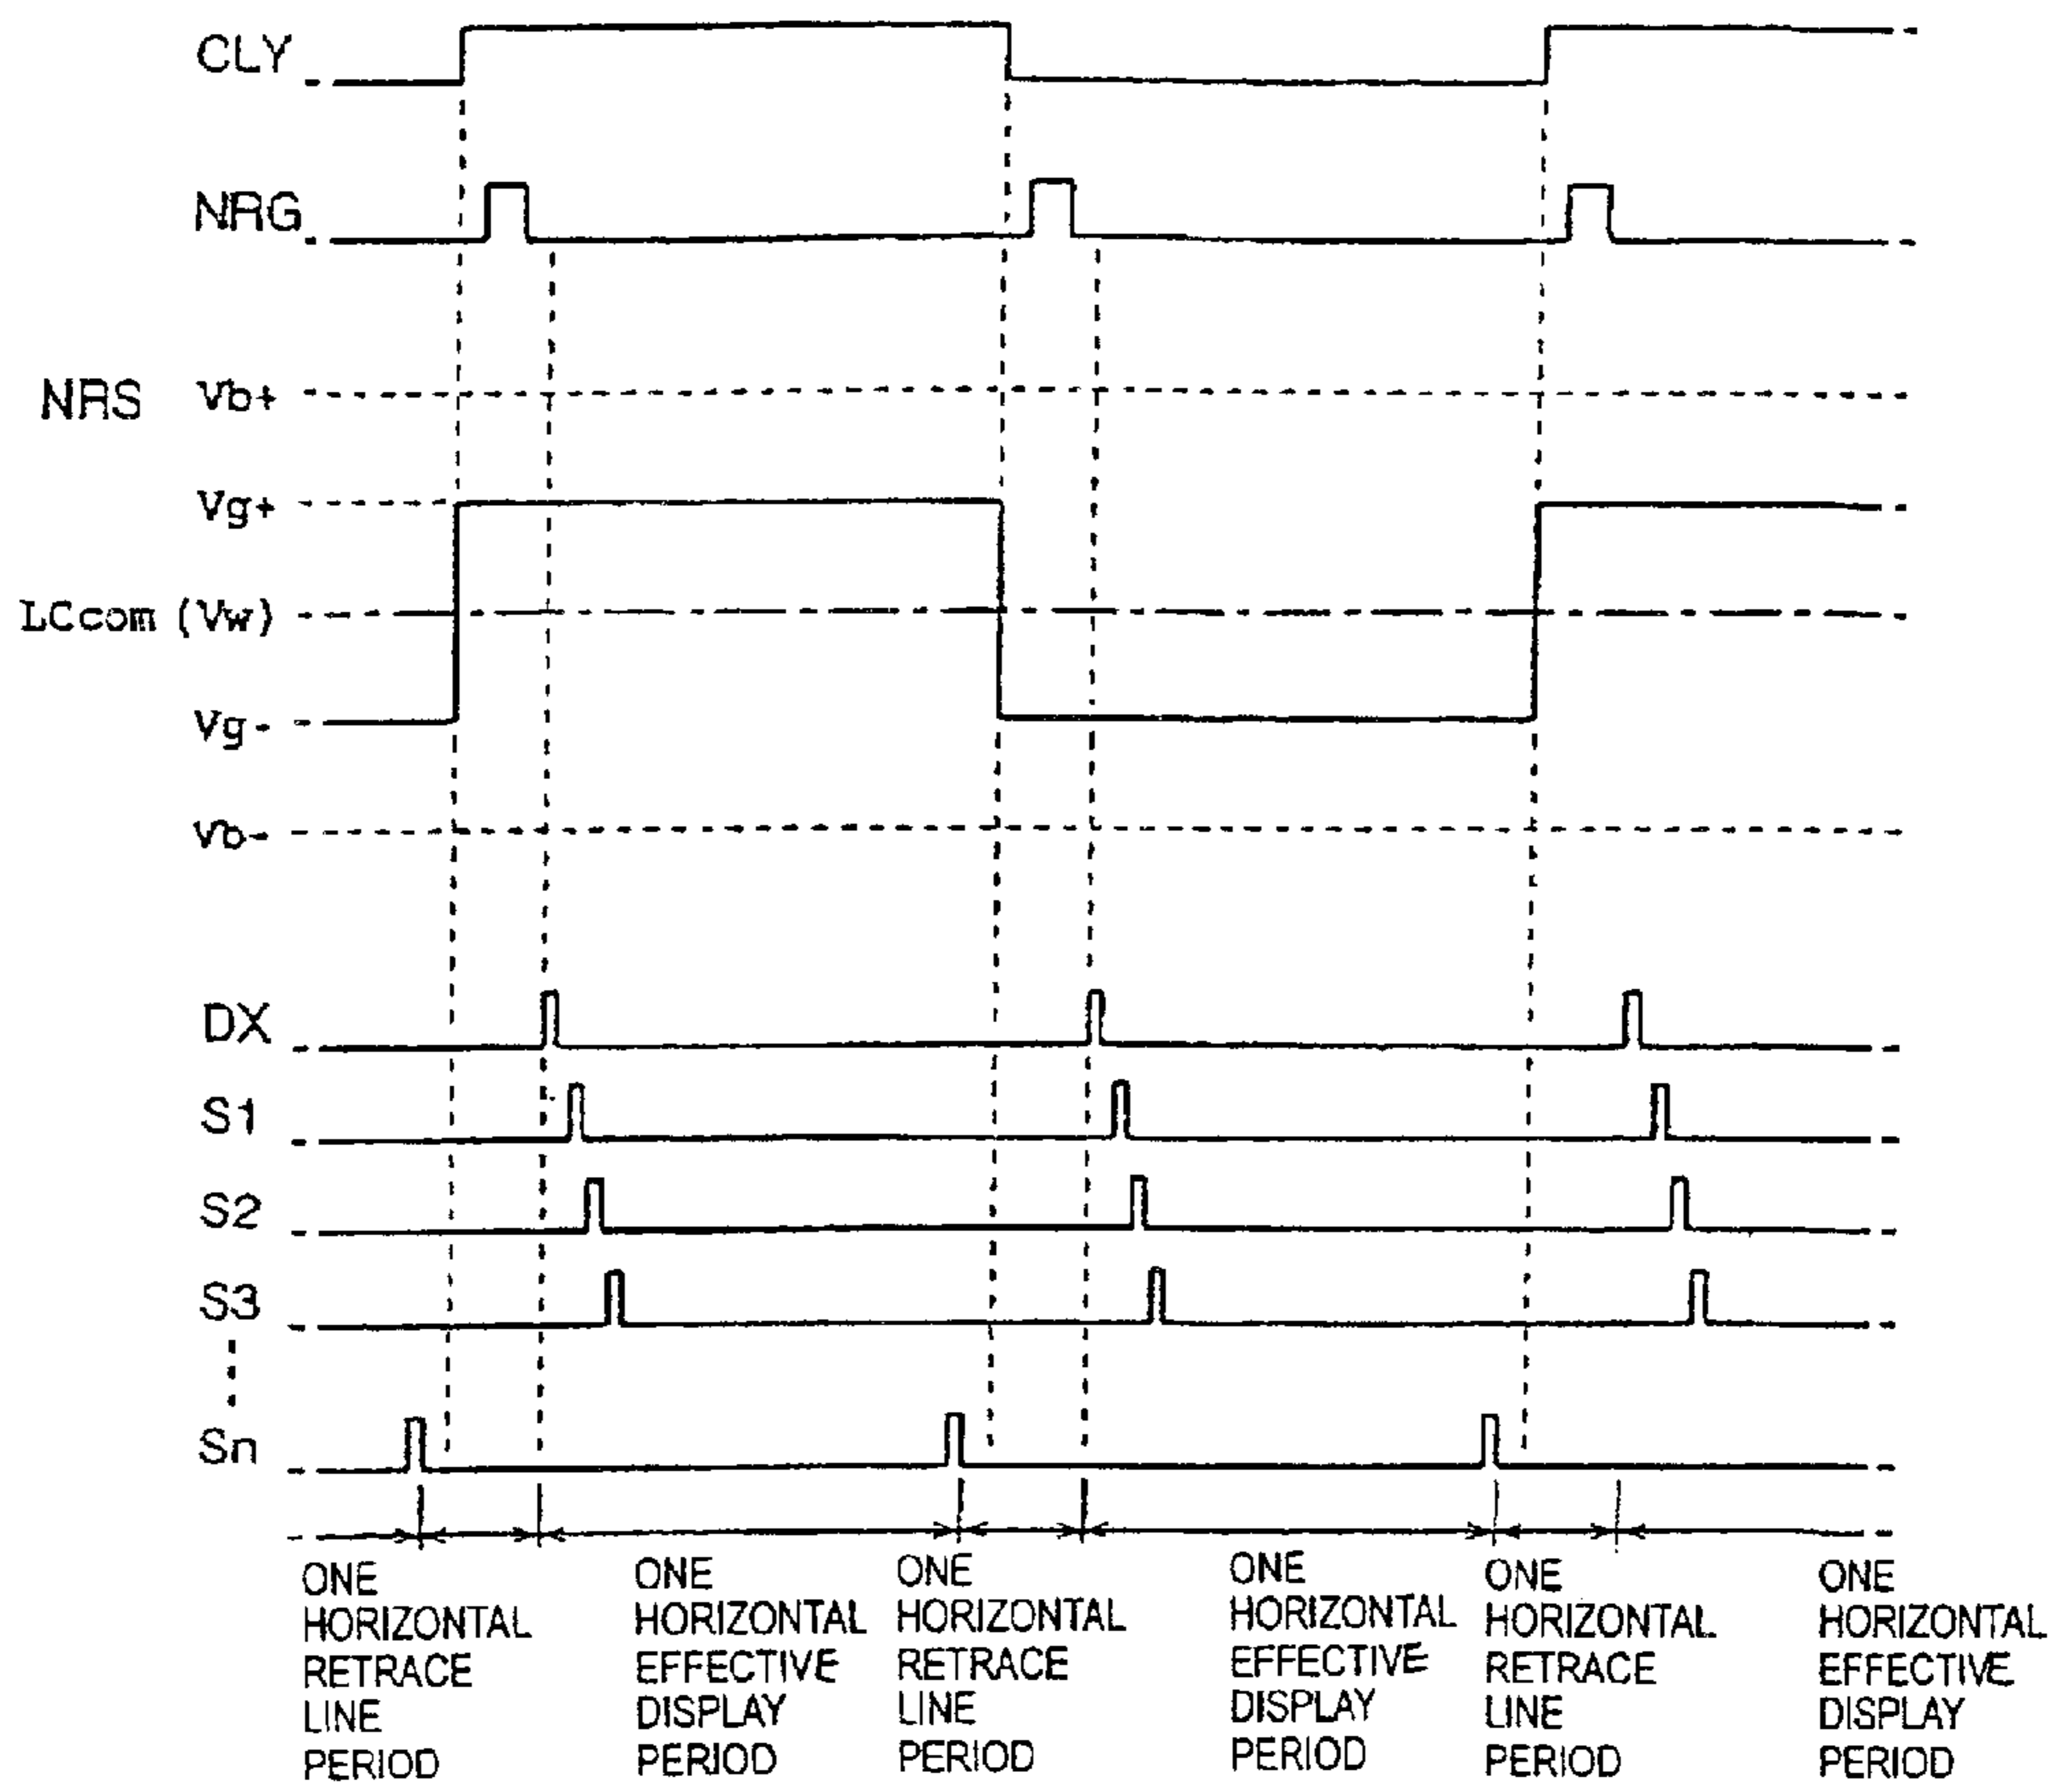 CLY
NRG
NRS Vb+
Vg+
LCcom (Vw)
Vg-
Vb-
DX
S1
S2
S3
Sn
ONE
HORIZONTAL
RETRACE
LINE
PERIOD
ONE
HORIZONTAL
EFFECTIVE
DISPLAY
PERIOD
ONE
HORIZONTAL
RETRACE
LINE
PERIOD
ONE
HORIZONTAL
EFFECTIVE
DISPLAY
PERIOD
ONE
HORIZONTAL
RETRACE
LINE
PERIOD
ONE
HORIZONTAL
EFFECTIVE
DISPLAY
PERIOD